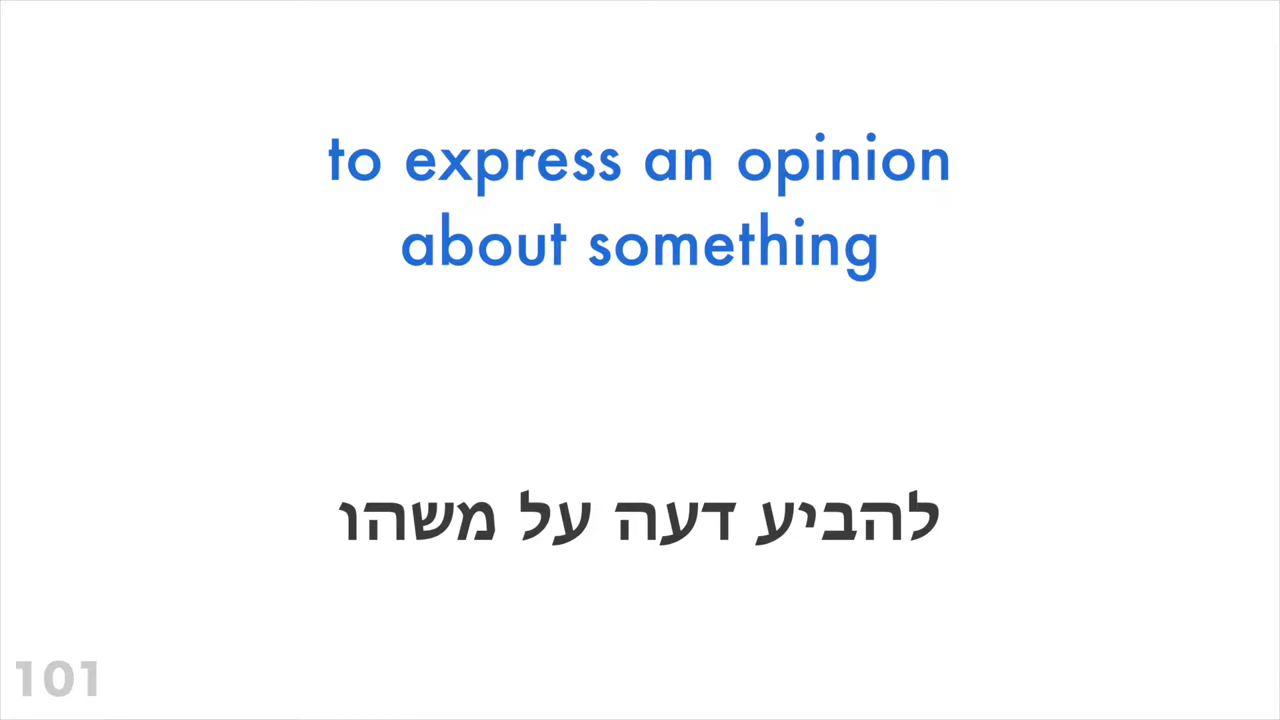 to express an opinion
about something
להביע דעה על משהו
101